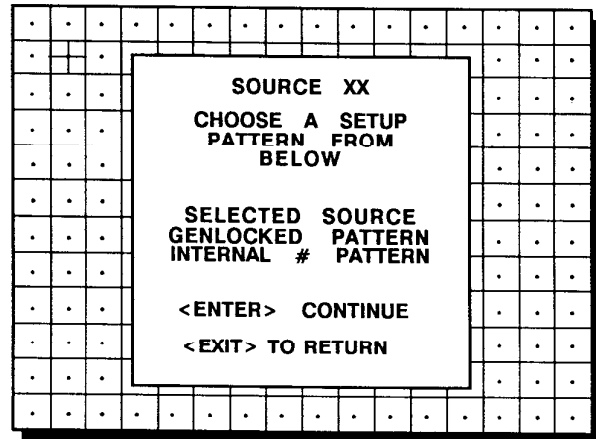 SOURCE XX
CHOOSE A SETUP
PATTERN FROM
BELOW
SELECTED SOURCE
GENLOCKED PATTERN
INTERNAL # PATTERN
<ENTER> CONTINUE
<EXIT> TO RETURN